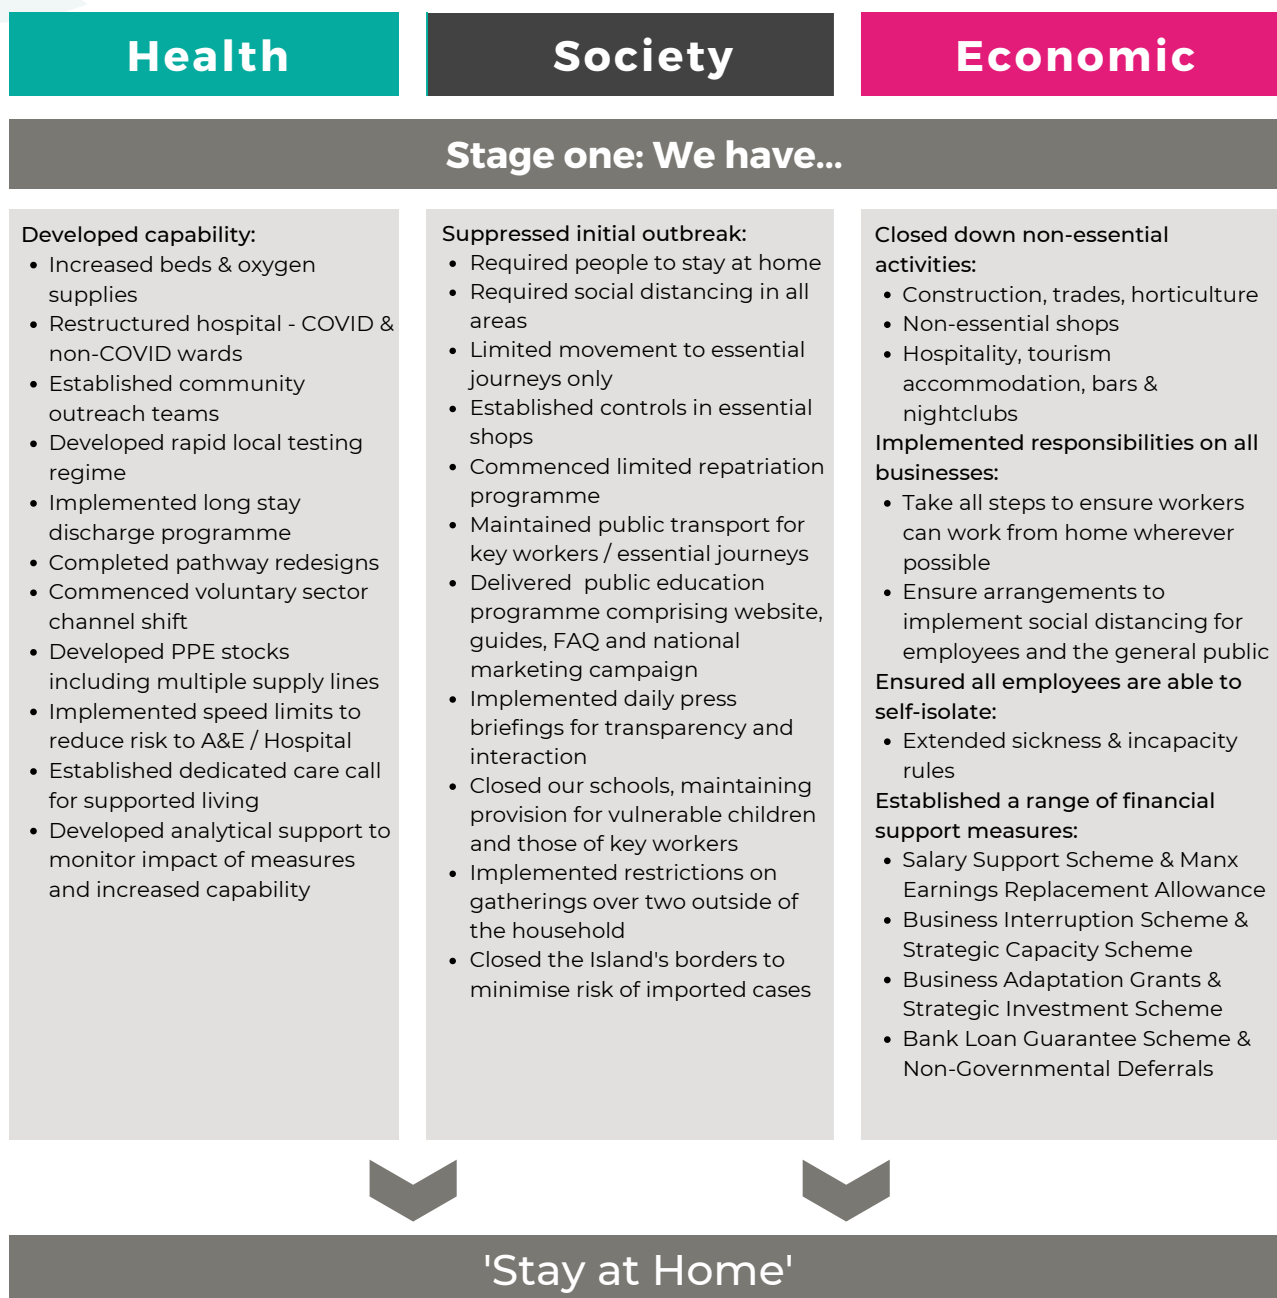 Health
Society
Economic
Stage one: We have...
Developed capability:
• Increased beds & oxygen
supplies
• Restructured hospital - COVID &
non-COVID wards
• Established community
outreach teams
• Developed rapid local testing
regime
• Implemented long stay
discharge programme
• Completed pathway redesigns
• Commenced voluntary sector
channel shift
• Developed PPE stocks
including multiple supply lines
• Implemented speed limits to
reduce risk to A&E / Hospital
• Established dedicated care call
for supported living
• Developed analytical support to
monitor impact of measures
and increased capability
Suppressed initial outbreak:
• Required people to stay at home
• Required social distancing in all
areas
• Limited movement to essential
journeys only
• Established controls in essential
shops
• Commenced limited repatriation
programme
• Maintained public transport for
key workers / essential journeys
• Delivered public education
programme comprising website,
guides, FAQ and national
marketing campaign
• Implemented daily press
briefings for transparency and
interaction
• Closed our schools, maintaining
provision for vulnerable children
and those of key workers
• Implemented restrictions on
gatherings over two outside of
the household
• Closed the Island's borders to
minimise risk of imported cases
Closed down non-essential
activities:
• Construction, trades, horticulture
• Non-essential shops
• Hospitality, tourism
accommodation, bars &
nightclubs
Implemented responsibilities on all
businesses:
• Take all steps to ensure workers
can work from home wherever
possible
• Ensure arrangements to
implement social distancing for
employees and the general public
Ensured all employees are able to
self-isolate:
• Extended sickness & incapacity
rules
Established a range of financial
support measures:
• Salary Support Scheme & Manx
Earnings Replacement Allowance
• Business Interruption Scheme &
Strategic Capacity Scheme
• Business Adaptation Grants &
Strategic Investment Scheme
• Bank Loan Guarantee Scheme &
Non-Governmental Deferrals
'Stay at Home'